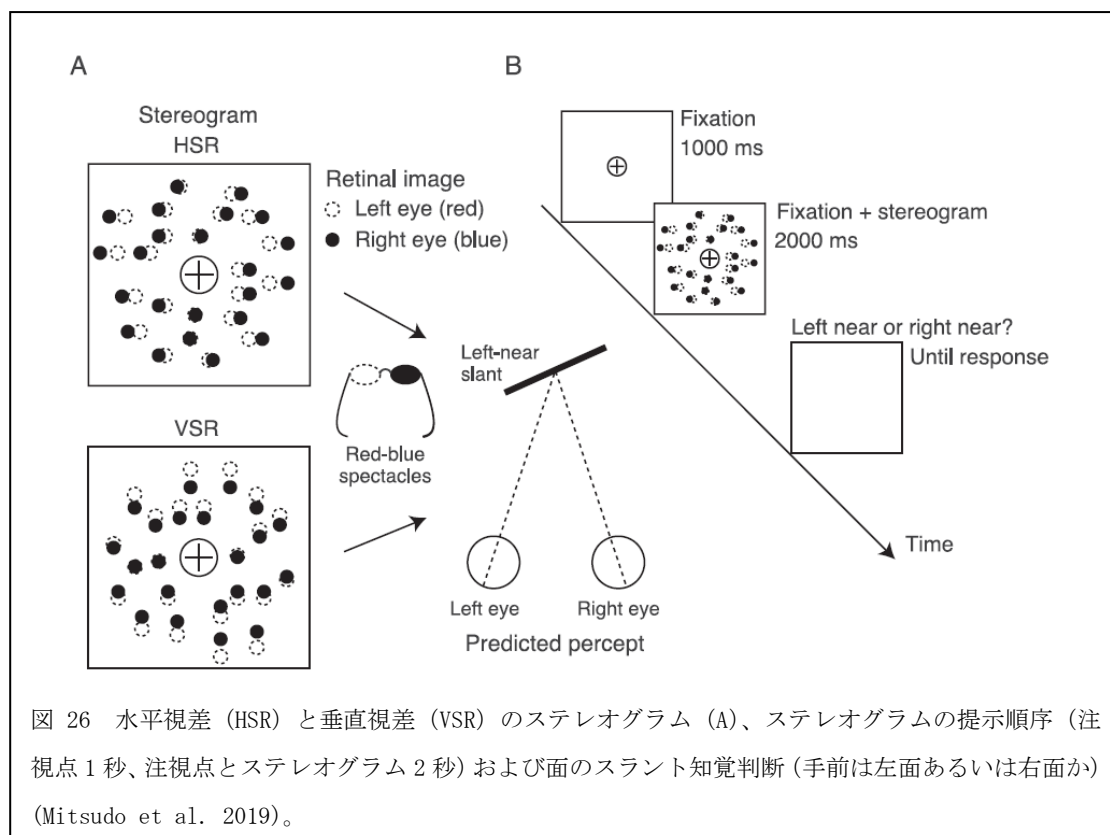 A
B
Stereogram
HSR
Retinal image
Left eye (red)
Right eye (blue)
VSR
Red-blue
spectacles
Left-near
slant
Left eye
Right eye
Predicted percept
Fixation
1000 ms
Fixation + stereogram
2000 ms
Left near or right near?
Until response
Time
図 26 水平視差 (HSR) と垂直視差 (VSR) のステレオグラム (A)、ステレオグラムの提示順序 (注
視点 1 秒、注視点とステレオグラム 2 秒) および面のスラント知覚判断 (手前は左面あるいは右面か)
(Mitsudo et al. 2019)。